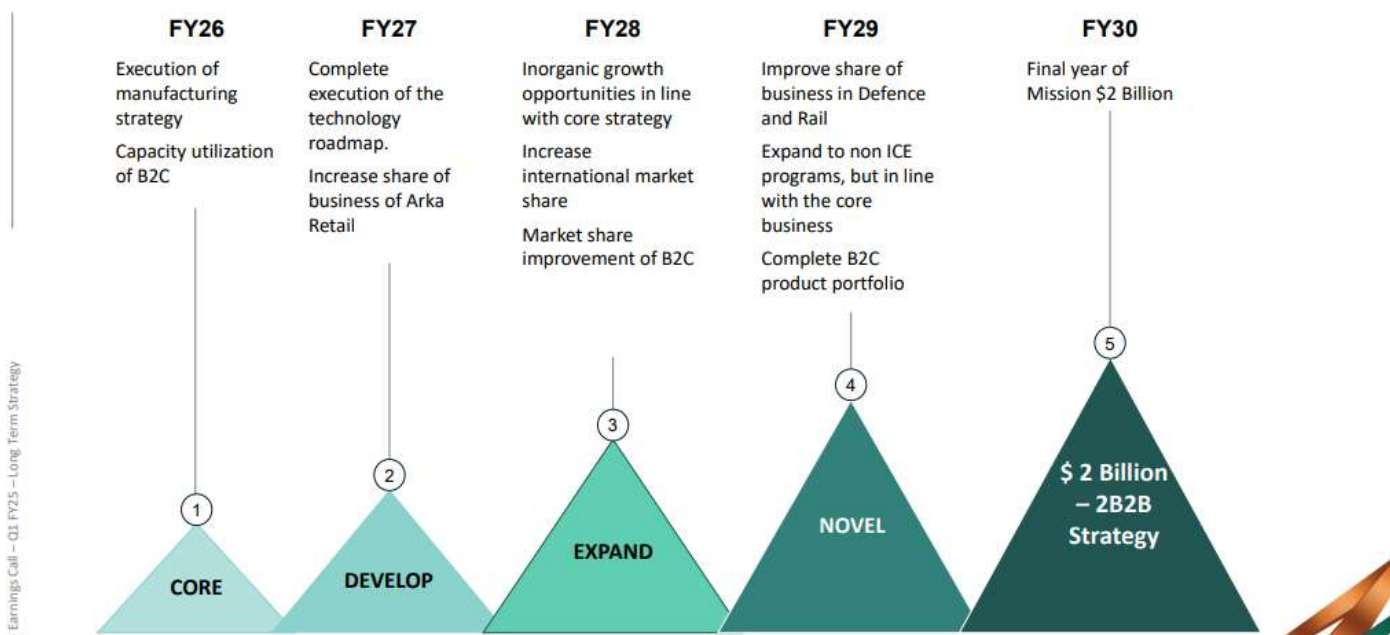 FY26
Execution of
manufacturing
strategy
Capacity utilization
of B2C
FY27
Complete
execution of the
technology
roadmap.
Increase share of
business of Arka
Retail
FY28
Inorganic growth
opportunities in line
with core strategy
Increase
international market
share
Market share
improvement of B2C
FY29
Improve share of
business in Defence
and Rail
Expand to non ICE
programs, but in line
with the core
business
Complete B2C
product portfolio
FY30
Final year of
Mission $2 Billion
1
CORE
2
DEVELOP
3
EXPAND
4
NOVEL
5
$ 2 Billion
– 2B2B
Strategy
Earnings Call – Q1 FY25 – Long Term Strategy